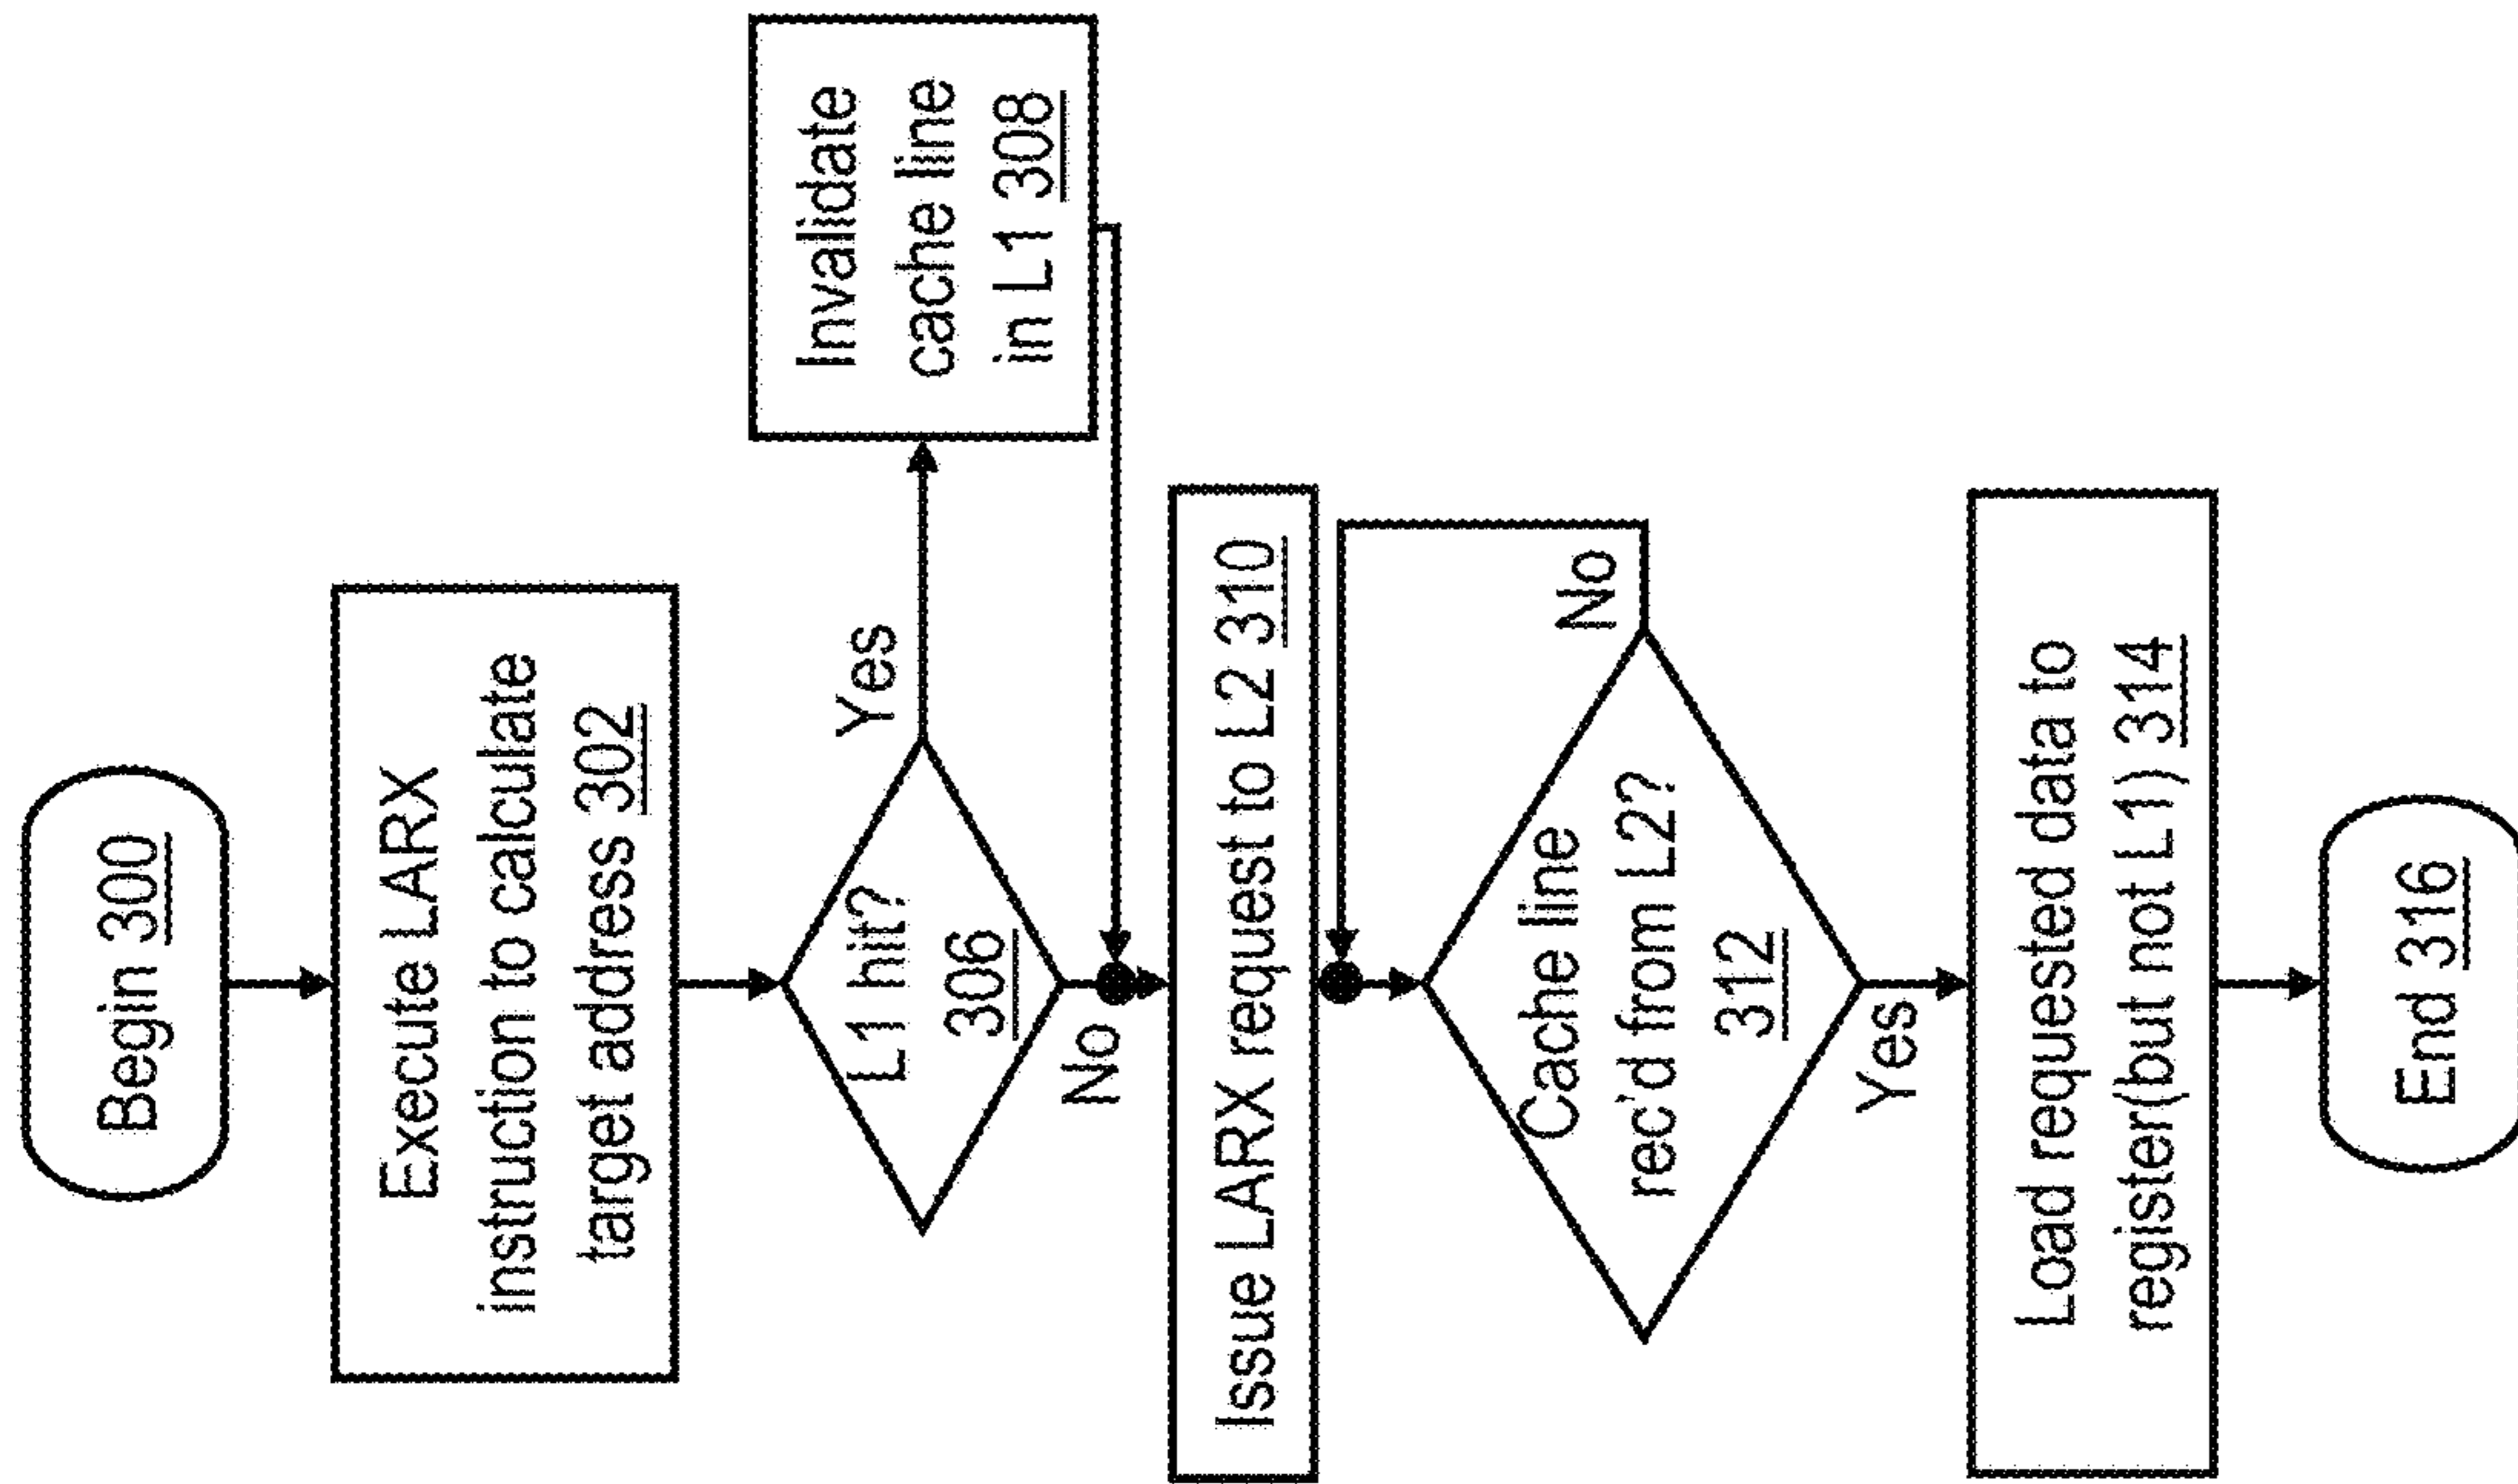 Begin 300
Execute LARX
instruction to calculate
target address 302
L1 hit?
306
Yes
No
Invalidate
cache line
in L1 308
Issue LARX request to L2 310
Cache line
rec'd from L2?
312
No
Yes
Load requested data to
register(but not L1) 314
End 316